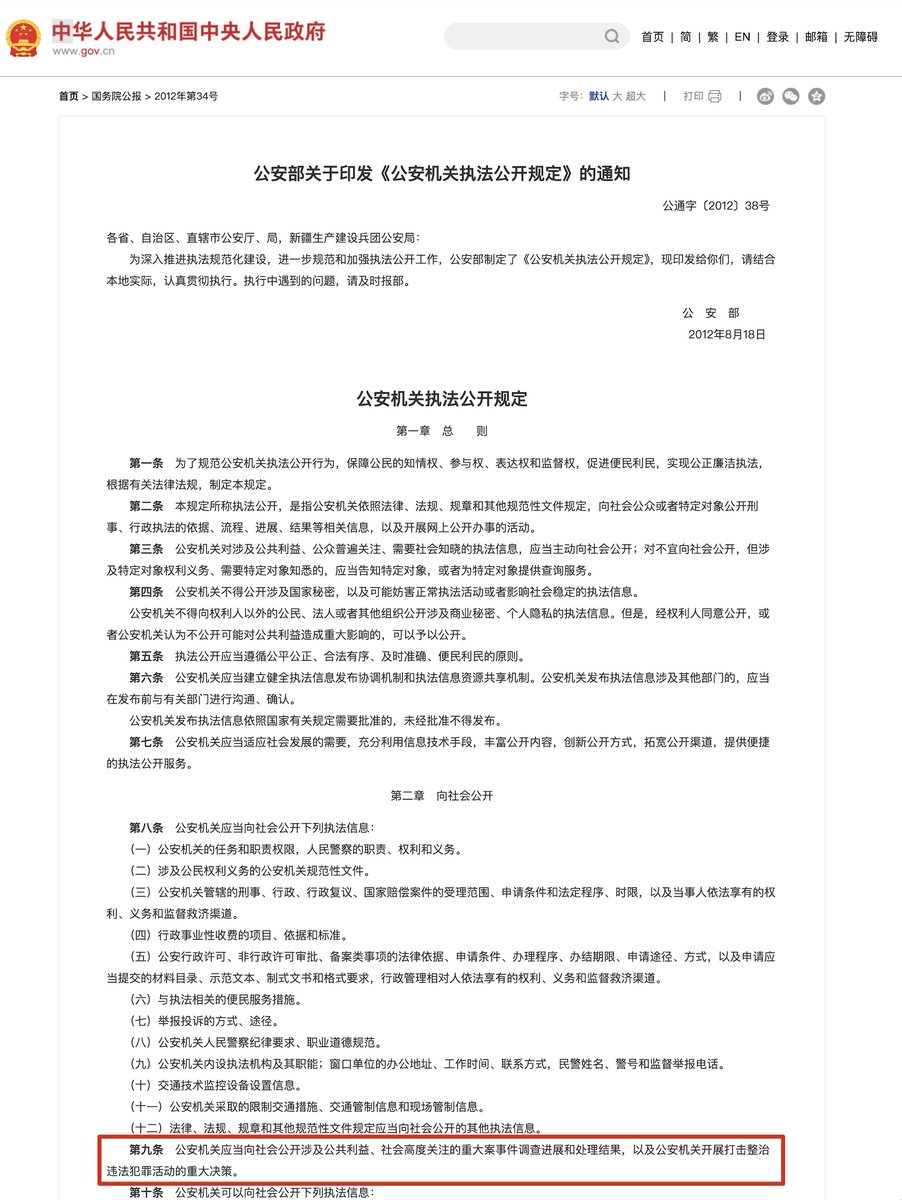 中华人民共和国中央人民政府
www.gov.cn
首页 | 简 | 繁 | EN | 登录 | 邮箱 | 无障碍
首页 > 国务院公报 > 2012年第34号
字号：默认 大 超大 | 打印 |
公安部关于印发《公安机关执法公开规定》的通知
公通字〔2012〕38号
各省、自治区、直辖市公安厅、局，新疆生产建设兵团公安局：
为深入推进执法规范化建设，进一步规范和加强执法公开工作，公安部制定了《公安机关执法公开规定》，现印发给你们，请结合
本地实际，认真贯彻执行。执行中遇到的问题，请及时报部。
公 安 部
2012年8月18日
公安机关执法公开规定
第一章 总 则
第一条 为了规范公安机关执法公开行为，保障公民的知情权、参与权、表达权和监督权，促进便民利民，实现公正廉洁执法，
根据有关法律法规，制定本规定。
第二条 本规定所称执法公开，是指公安机关依照法律、法规、规章和其他规范性文件规定，向社会公众或者特定对象公开刑
事、行政执法的依据、流程、进展、结果等相关信息，以及开展网上公开办事的活动。
第三条 公安机关对涉及公共利益、公众普遍关注、需要社会知晓的执法信息，应当主动向社会公开；对不宜向社会公开，但涉
及特定对象权利义务、需要特定对象知悉的，应当告知特定对象，或者为特定对象提供查询服务。
第四条 公安机关不得公开涉及国家秘密，以及可能妨害正常执法活动或者影响社会稳定的执法信息。
公安机关不得向权利人以外的公民、法人或者其他组织公开涉及商业秘密、个人隐私的执法信息。但是，经权利人同意公开，或
者公安机关认为不公开可能对公共利益造成重大影响的，可以予以公开。
第五条 执法公开应当遵循公平公正、合法有序、及时准确、便民利民的原则。
第六条 公安机关应当建立健全执法信息发布协调机制和执法信息资源共享机制。公安机关发布执法信息涉及其他部门的，应当
在发布前与有关部门进行沟通、确认。
公安机关发布执法信息依照国家有关规定需要批准的，未经批准不得发布。
第七条 公安机关应当适应社会发展的需要，充分利用信息技术手段，丰富公开内容，创新公开方式，拓宽公开渠道，提供便捷
的执法公开服务。
第二章 向社会公开
第八条 公安机关应当向社会公开下列执法信息：
（一）公安机关的任务和职责权限，人民警察的职责、权利和义务。
（二）涉及公民权利义务的公安机关规范性文件。
（三）公安机关管辖的刑事、行政、行政复议、国家赔偿案件的受理范围、申请条件和法定程序、时限，以及当事人依法享有的权
利、义务和监督救济渠道。
（四）行政事业性收费的项目、依据和标准。
（五）公安行政许可、非行政许可审批、备案类事项的法律依据、申请条件、办理程序、办结期限、申请途径、方式，以及申请应
当提交的材料目录、示范文本、制式文书和格式要求，行政管理相对人依法享有的权利、义务和监督救济渠道。
（六）与执法相关的便民服务措施。
（七）举报投诉的方式、途径。
（八）公安机关人民警察纪律要求、职业道德规范。
（九）公安机关内设执法机构及其职能；窗口单位的办公地址、工作时间、联系方式，民警姓名、警号和监督举报电话。
（十）交通技术监控设备设置信息。
（十一）公安机关采取的限制交通措施、交通管制信息和现场管制信息。
（十二）法律、法规、规章和其他规范性文件规定应当向社会公开的其他执法信息。
第九条 公安机关应当向社会公开涉及公共利益、社会高度关注的重大案事件调查进展和处理结果，以及公安机关开展打击整治
违法犯罪活动的重大决策。
第十条 公安机关可以向社会公开下列执法信息：